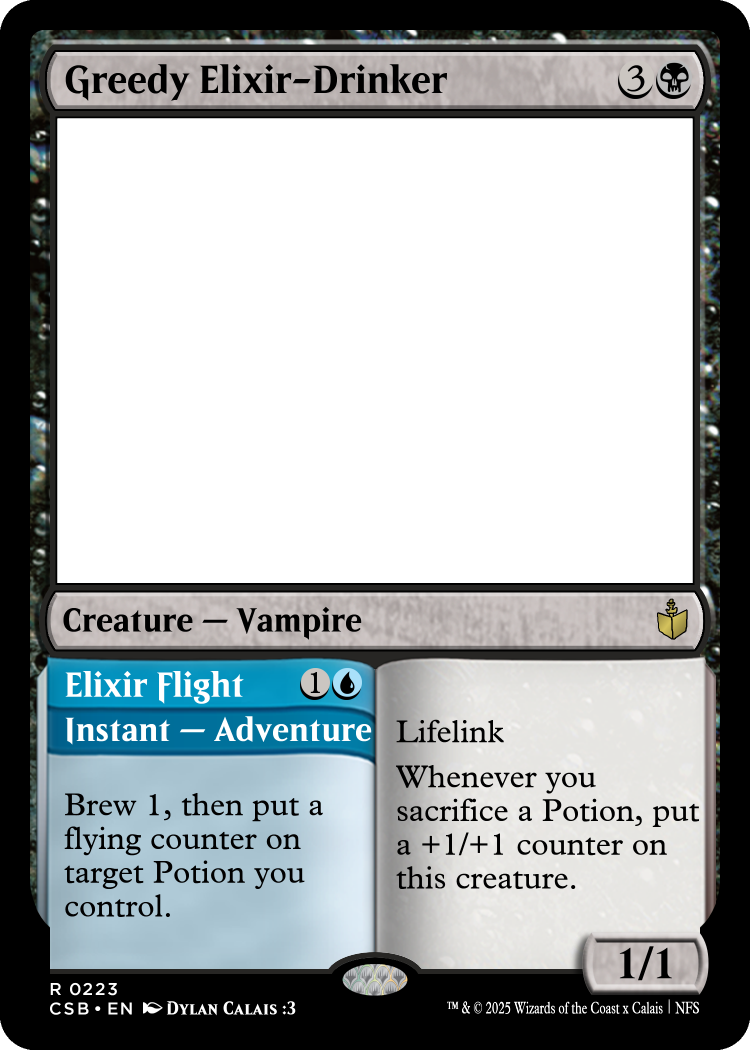 Greedy Elixir-Drinker 3
Creature — Vampire
Elixir Flight 1
Instant — Adventure
Brew 1, then put a
flying counter on
target Potion you
control.
Lifelink
Whenever you
sacrifice a Potion, put
a +1/+1 counter on
this creature.
1/1
R 0223
CSB • EN DYLAN CALAIS :3
™ & © 2025 Wizards of the Coast x Calais | NFS